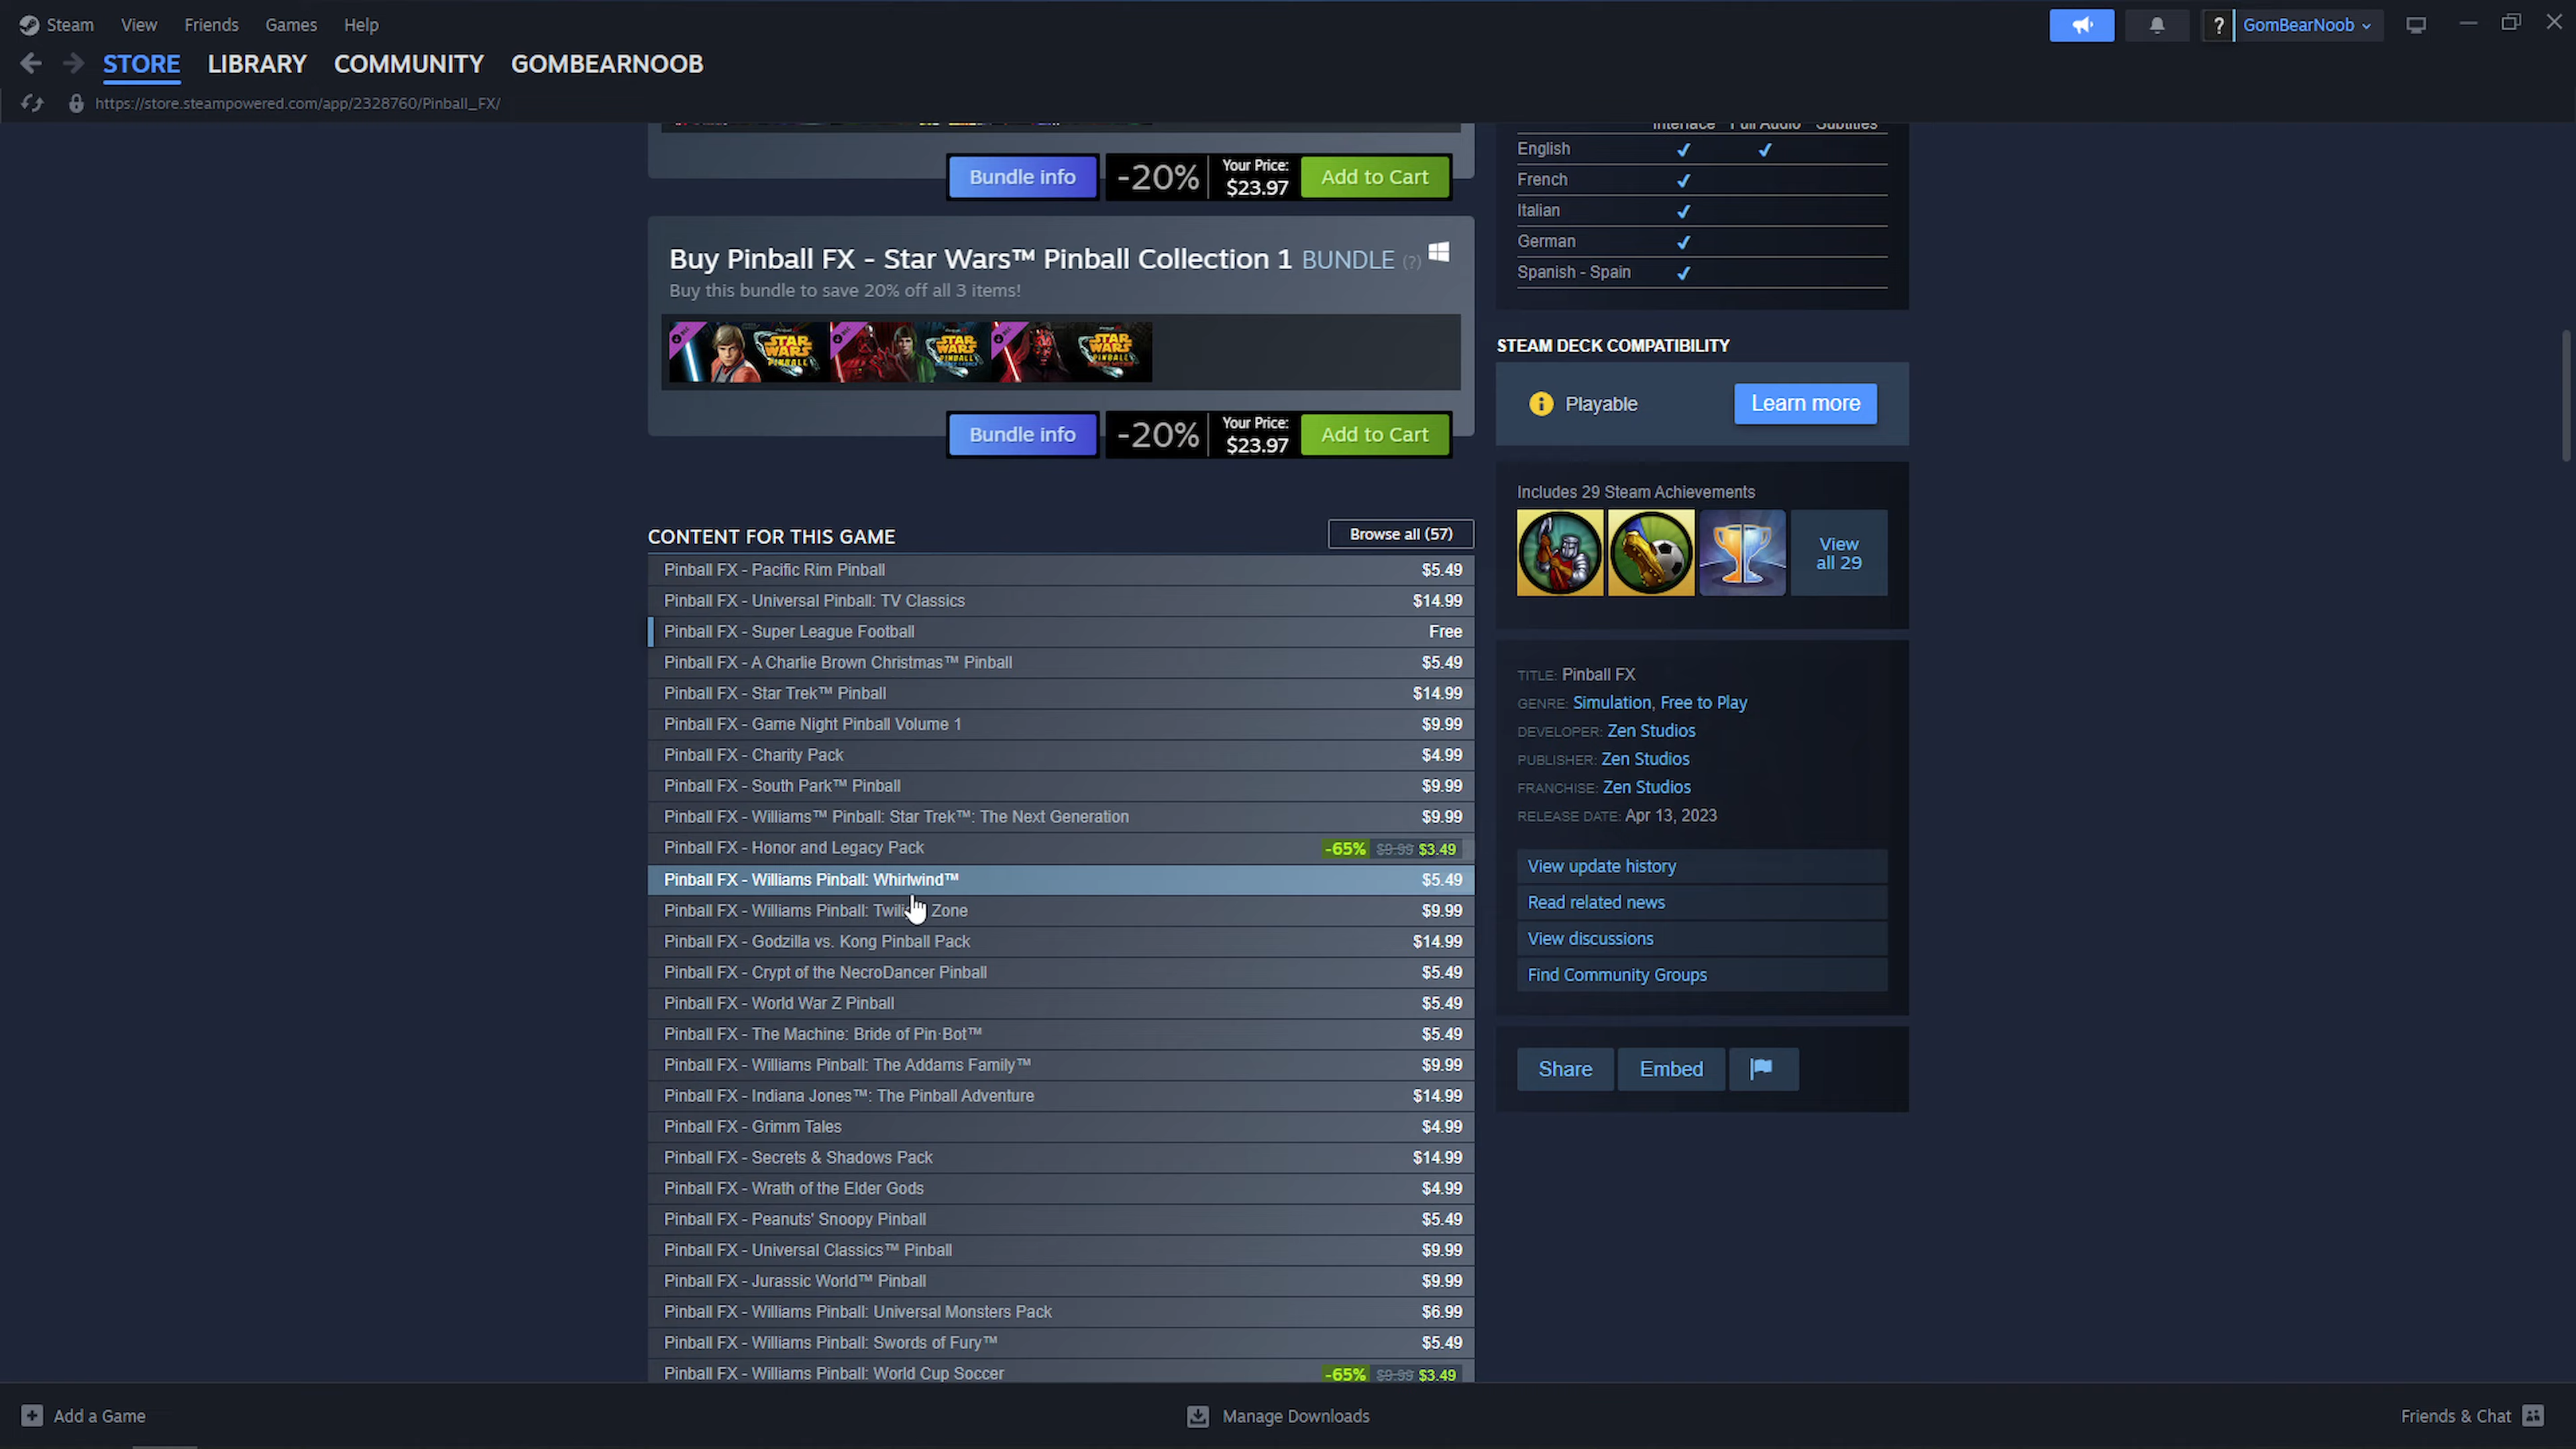 Steam View Friends Games Help
? GomBearNoob
STORE LIBRARY COMMUNITY GOMBEARNOOB
https://store.steampowered.com/app/2328760/Pinball_FX/
Interface Full Audio Subtitles
English
French
Italian
German
Spanish - Spain
Bundle info -20% Your Price: $23.97 Add to Cart
Buy Pinball FX - Star Wars™ Pinball Collection 1 BUNDLE (?)
Buy this bundle to save 20% off all 3 items!
STAR WARS PINBALL STAR WARS PINBALL STAR WARS PINBALL
Bundle info -20% Your Price: $23.97 Add to Cart
STEAM DECK COMPATIBILITY
Playable Learn more
Includes 29 Steam Achievements
View all 29
CONTENT FOR THIS GAME Browse all (57)
Pinball FX - Pacific Rim Pinball $5.49
Pinball FX - Universal Pinball: TV Classics $14.99
Pinball FX - Super League Football Free
Pinball FX - A Charlie Brown Christmas™ Pinball $5.49
Pinball FX - Star Trek™ Pinball $14.99
Pinball FX - Game Night Pinball Volume 1 $9.99
Pinball FX - Charity Pack $4.99
Pinball FX - South Park™ Pinball $9.99
Pinball FX - Williams™ Pinball: Star Trek™: The Next Generation $9.99
Pinball FX - Honor and Legacy Pack -65% $9.99 $3.49
Pinball FX - Williams Pinball: Whirlwind™ $5.49
Pinball FX - Williams Pinball: Zone $9.99
Pinball FX - Godzilla vs. Kong Pinball Pack $14.99
Pinball FX - Crypt of the NecroDancer Pinball $5.49
Pinball FX - World War Z Pinball $5.49
Pinball FX - The Machine: Bride of Pin·Bot™ $5.49
Pinball FX - Williams Pinball: The Addams Family™ $9.99
Pinball FX - Indiana Jones™: The Pinball Adventure $14.99
Pinball FX - Grimm Tales $4.99
Pinball FX - Secrets & Shadows Pack $14.99
Pinball FX - Wrath of the Elder Gods $4.99
Pinball FX - Peanuts' Snoopy Pinball $5.49
Pinball FX - Universal Classics™ Pinball $9.99
Pinball FX - Jurassic World™ Pinball $9.99
Pinball FX - Williams Pinball: Universal Monsters Pack $6.99
Pinball FX - Williams Pinball: Swords of Fury™ $5.49
Pinball FX - Williams Pinball: World Cup Soccer -65% $9.99 $3.49
TITLE: Pinball FX
GENRE: Simulation, Free to Play
DEVELOPER: Zen Studios
PUBLISHER: Zen Studios
FRANCHISE: Zen Studios
RELEASE DATE: Apr 13, 2023
View update history
Read related news
View discussions
Find Community Groups
Share Embed
Add a Game Manage Downloads Friends & Chat